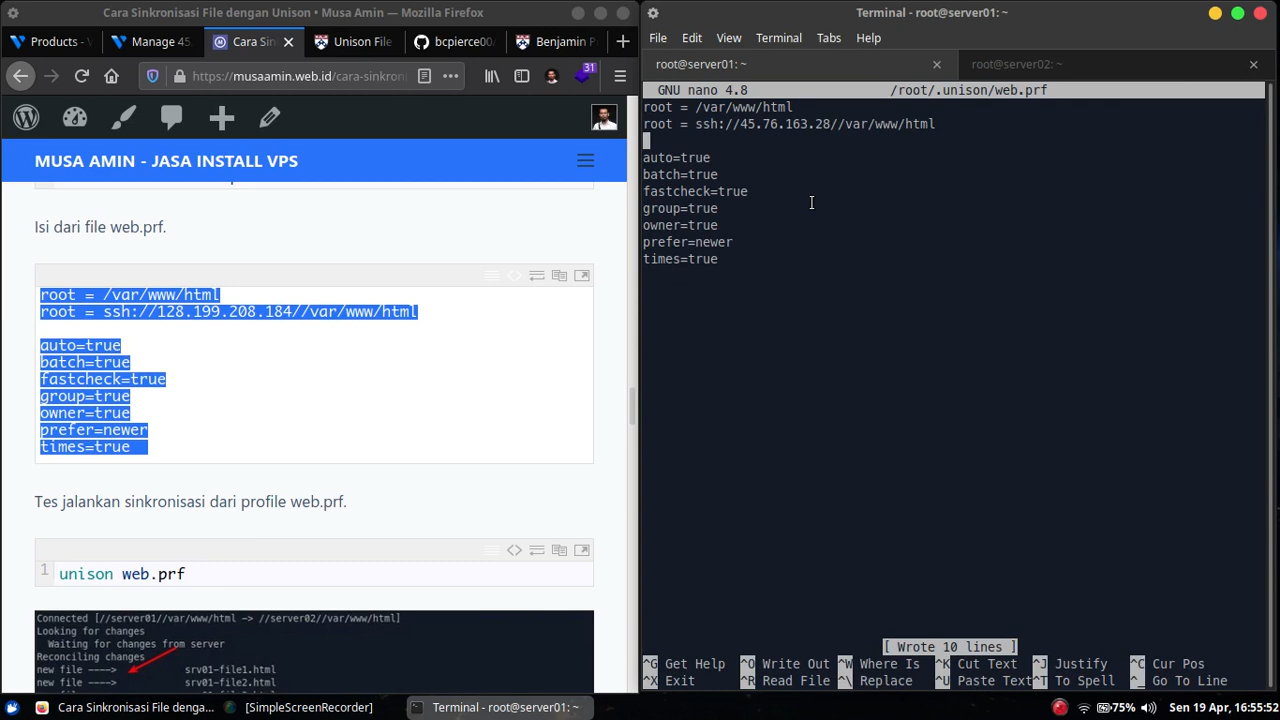 Cara Sinkronisasi File dengan Unison • Musa Amin — Mozilla Firefox
Products - V
Manage 45.
Cara Sin
Unison File
bcpierce00
Benjamin P
https://musaamin.web.id/cara-sinkron
31
MUSA AMIN - JASA INSTALL VPS
Isi dari file web.prf.
root = /var/www/html
root = ssh://128.199.208.184//var/www/html
auto=true
batch=true
fastcheck=true
group=true
owner=true
prefer=newer
times=true
Tes jalankan sinkronisasi dari profile web.prf.
1 unison web.prf
Connected [//server01//var/www/html -> //server02//var/www/html]
Looking for changes
Waiting for changes from server
Reconciling changes
new file ----> srv01-file1.html
new file ----> srv01-file2.html
Terminal - root@server01: ~
File Edit View Terminal Tabs Help
root@server01: ~
root@server02: ~
GNU nano 4.8 /root/.unison/web.prf
root = /var/www/html
root = ssh://45.76.163.28//var/www/html
auto=true
batch=true
fastcheck=true
group=true
owner=true
prefer=newer
times=true
[ Wrote 10 lines ]
^G Get Help ^O Write Out ^W Where Is ^K Cut Text ^J Justify ^C Cur Pos
^X Exit ^R Read File ^\ Replace ^U Paste Text ^T To Spell ^_ Go To Line
Cara Sinkronisasi File denga...
[SimpleScreenRecorder]
Terminal - root@server01: ~
75%
Sen 19 Apr, 16:55:52